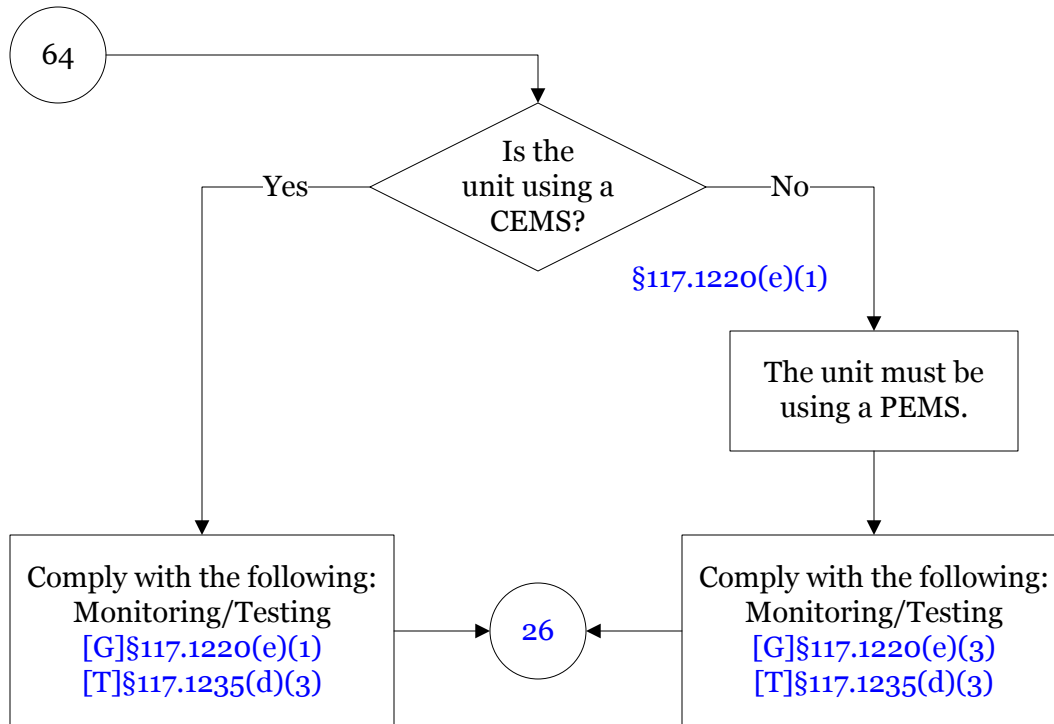 64
Is the
unit using a
CEMS?
Yes
No
§117.1220(e)(1)
The unit must be
using a PEMS.
Comply with the following:
Monitoring/Testing
[G]§117.1220(e)(1)
[T]§117.1235(d)(3)
26
Comply with the following:
Monitoring/Testing
[G]§117.1220(e)(3)
[T]§117.1235(d)(3)